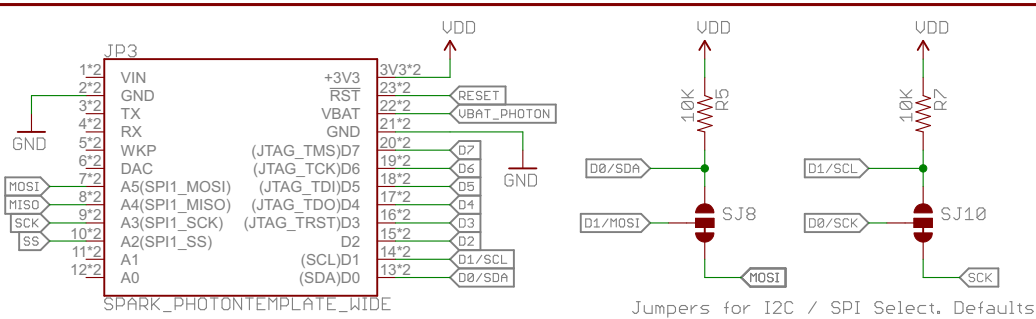 JP3
1*2 VIN +3V3 3V3*2
2*2 GND RST 23*2 RESET
3*2 TX VBAT 22*2 VBAT_PHOTON
4*2 RX GND 21*2
5*2 WKP (JTAG_TMS)D7 20*2 D7
6*2 DAC (JTAG_TCK)D6 19*2 D6
MOSI 7*2 A5(SPI1_MOSI) (JTAG_TDI)D5 18*2 D5
MISO 8*2 A4(SPI1_MISO) (JTAG_TDO)D4 17*2 D4
SCK 9*2 A3(SPI1_SCK) (JTAG_TRST)D3 16*2 D3
SS 10*2 A2(SPI1_SS) D2 15*2 D2
11*2 A1 (SCL)D1 14*2 D1/SCL
12*2 A0 (SDA)D0 13*2 D0/SDA
SPARK_PHOTONTEMPLATE_WIDE
GND
VDD
GND
VDD
10K R5
D0/SDA
D1/MOSI
SJ8
MOSI
VDD
10K R7
D1/SCL
D0/SCK
SJ10
SCK
Jumpers for I2C / SPI Select. Defaults